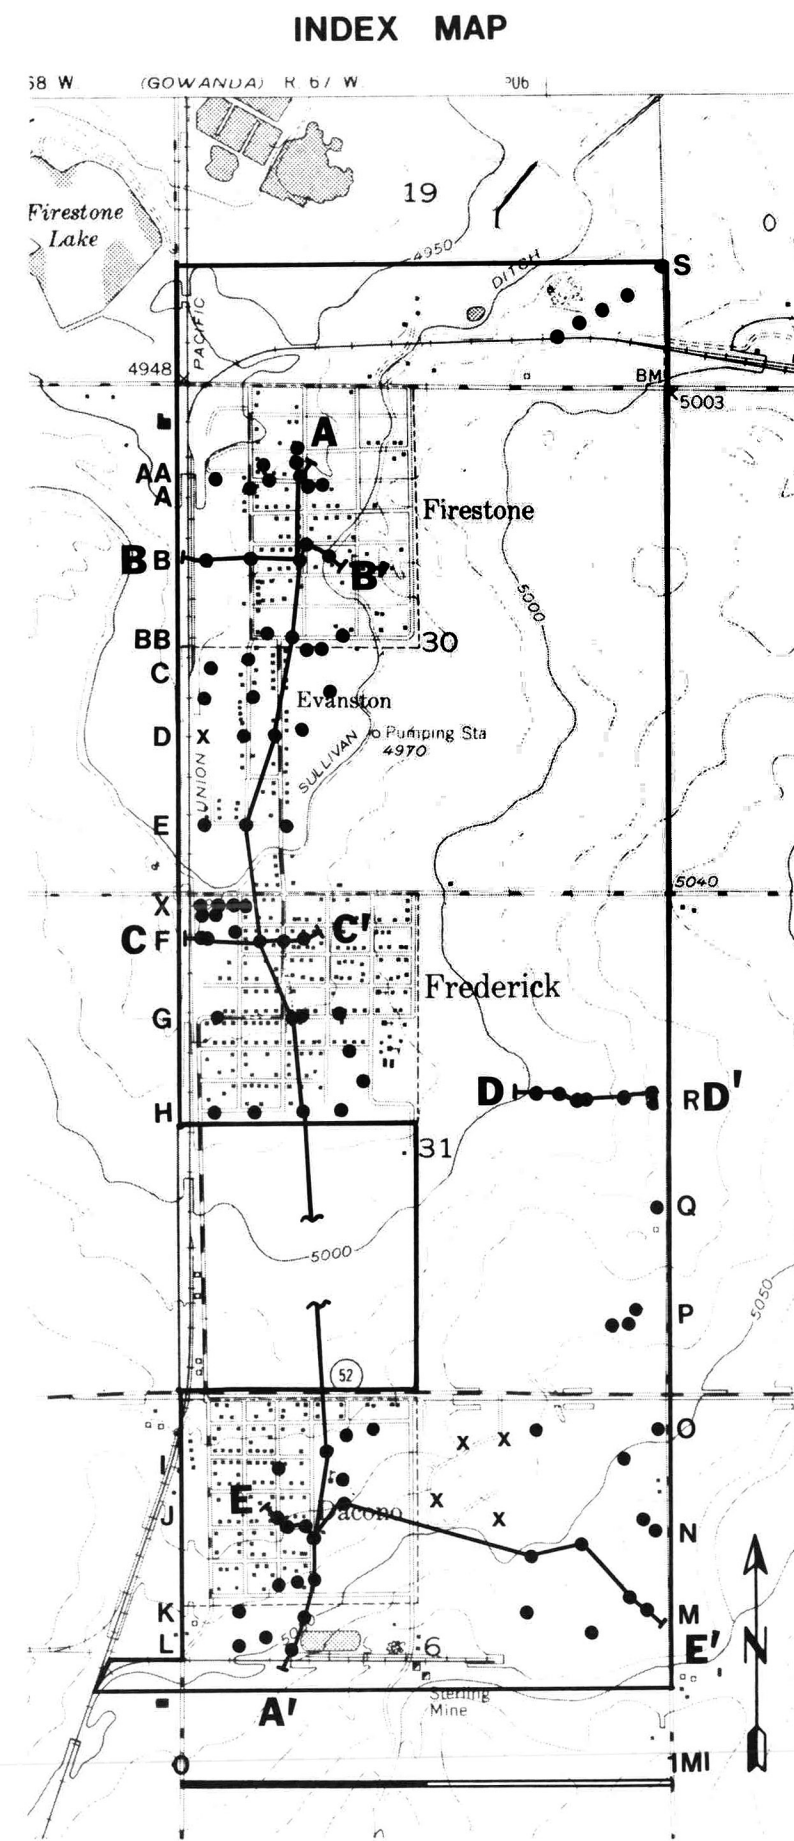 INDEX MAP
68 W. (GOWANDA) R. 67 W.
19
Firestone
Lake
4950
DITCH
S
PACIFIC
4948
BM
5003
A
AA
A
Firestone
B B
B'
5000
BB
30
C
Evanston
D
X
Pumping Sta
4970
UNION
SULLIVAN
E
5040
X
C F
C'
Frederick
G
D
R D'
H
31
Q
5000
5050
P
52
O
X X
I
E
X
J
Dacono
X
N
K
M
L
6
E'
N
Sterling
Mine
A'
0
1MI